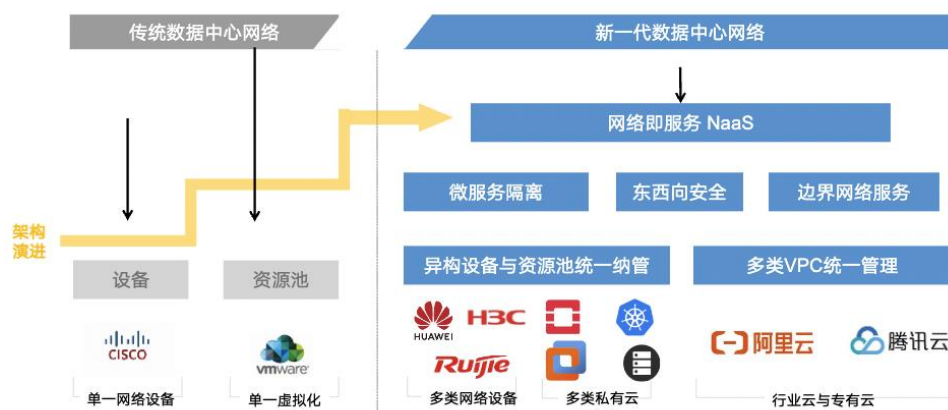 传统数据中心网络
新一代数据中心网络
网络即服务 NaaS
微服务隔离
东西向安全
边界网络服务
架构
演进
设备
资源池
异构设备与资源池统一纳管
多类VPC统一管理
CISCO
vmware
HUAWEI
H3C
Ruijie
阿里云
腾讯云
单一网络设备
单一虚拟化
多类网络设备
多类私有云
行业云与专有云